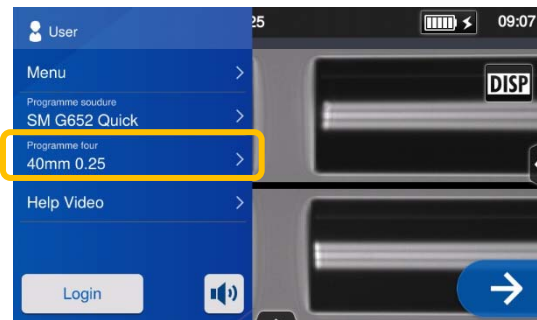 User
25
09:07
Menu
DISP
Programme soudure
SM G652 Quick
Programme four
40mm 0.25
Help Video
Login